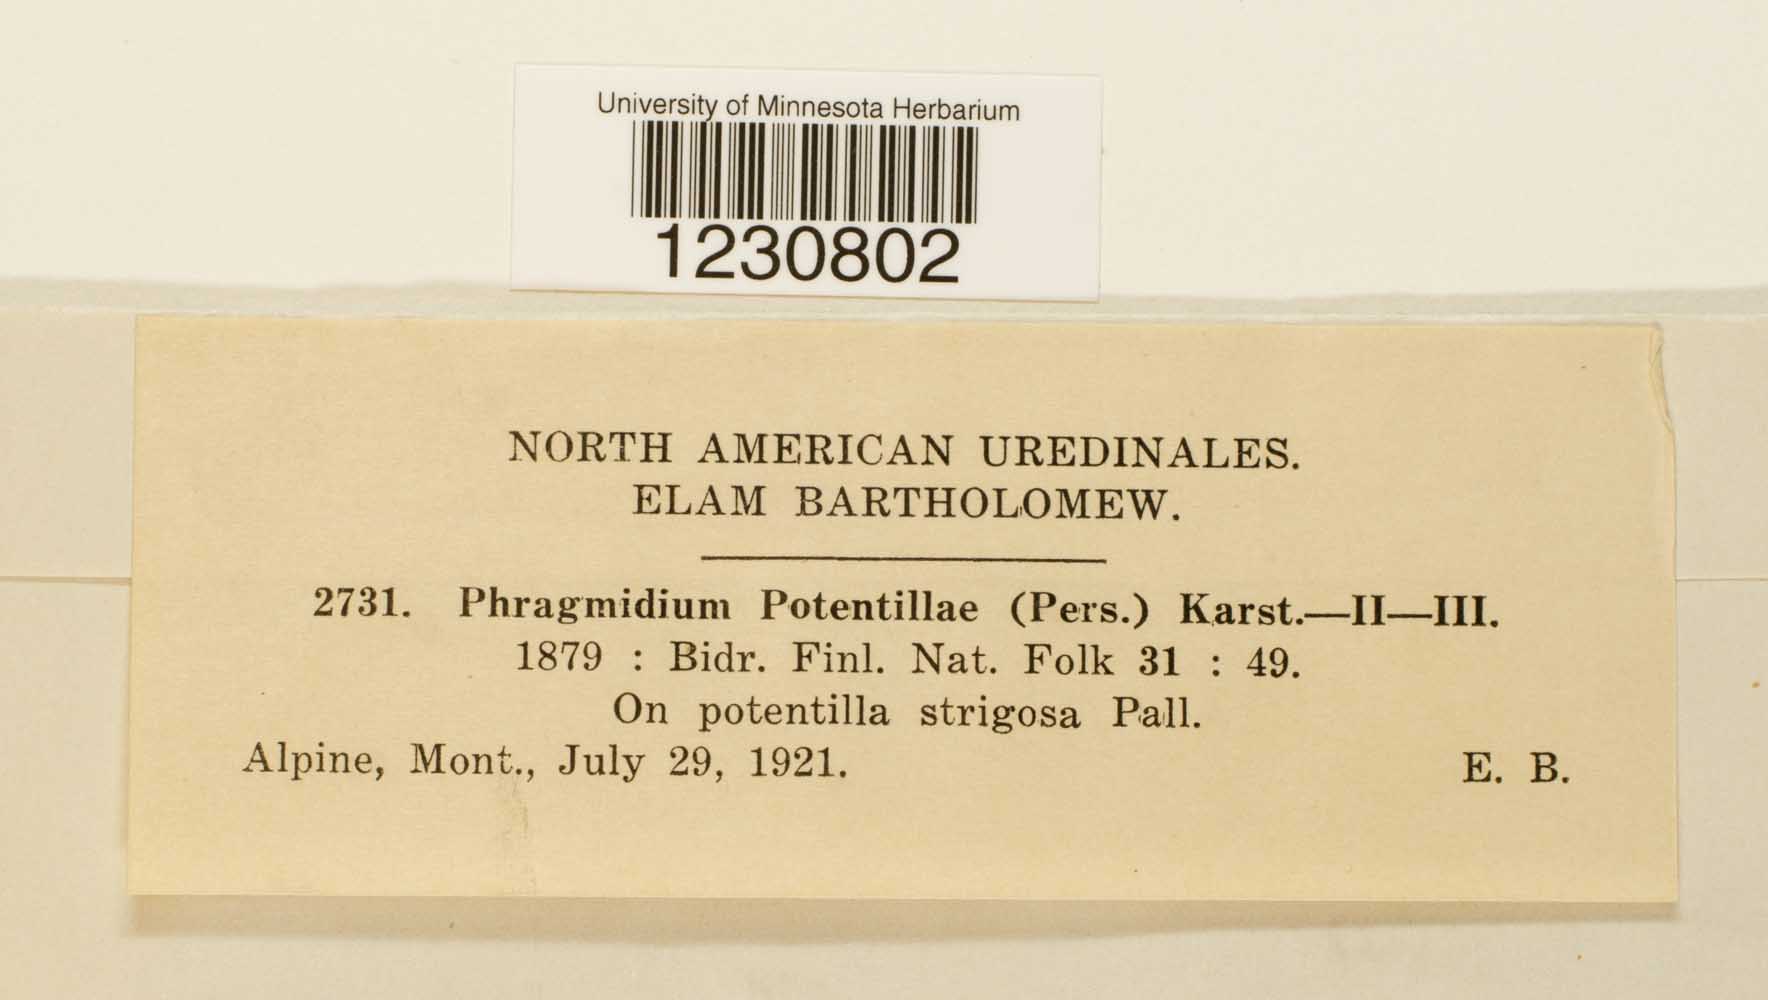 University of Minnesota Herbarium
1230802
NORTH AMERICAN UREDINALES.
ELAM BARTHOLOMEW.
2731. Phragmidium Potentillae (Pers.) Karst.—II—III.
1879 : Bidr. Finl. Nat. Folk 31 : 49.
On potentilla strigosa Pall.
Alpine, Mont., July 29, 1921. E. B.